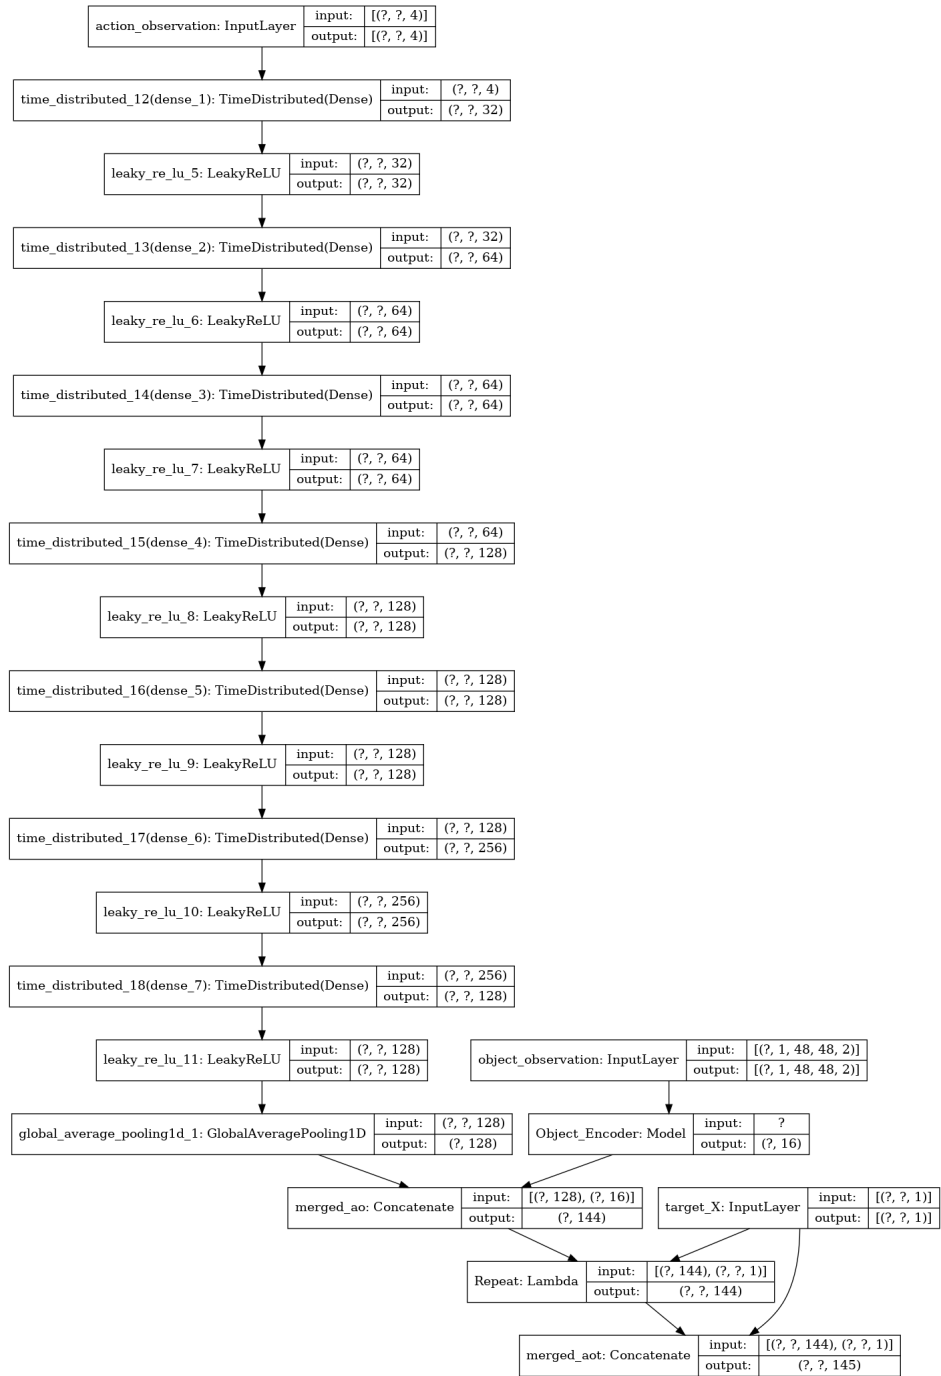 action_observation: InputLayer
input: [(?, ?, 4)]
output: [(?, ?, 4)]
time_distributed_12(dense_1): TimeDistributed(Dense)
input: (?, ?, 4)
output: (?, ?, 32)
leaky_re_lu_5: LeakyReLU
input: (?, ?, 32)
output: (?, ?, 32)
time_distributed_13(dense_2): TimeDistributed(Dense)
input: (?, ?, 32)
output: (?, ?, 64)
leaky_re_lu_6: LeakyReLU
input: (?, ?, 64)
output: (?, ?, 64)
time_distributed_14(dense_3): TimeDistributed(Dense)
input: (?, ?, 64)
output: (?, ?, 64)
leaky_re_lu_7: LeakyReLU
input: (?, ?, 64)
output: (?, ?, 64)
time_distributed_15(dense_4): TimeDistributed(Dense)
input: (?, ?, 64)
output: (?, ?, 128)
leaky_re_lu_8: LeakyReLU
input: (?, ?, 128)
output: (?, ?, 128)
time_distributed_16(dense_5): TimeDistributed(Dense)
input: (?, ?, 128)
output: (?, ?, 128)
leaky_re_lu_9: LeakyReLU
input: (?, ?, 128)
output: (?, ?, 128)
time_distributed_17(dense_6): TimeDistributed(Dense)
input: (?, ?, 128)
output: (?, ?, 256)
leaky_re_lu_10: LeakyReLU
input: (?, ?, 256)
output: (?, ?, 256)
time_distributed_18(dense_7): TimeDistributed(Dense)
input: (?, ?, 256)
output: (?, ?, 128)
leaky_re_lu_11: LeakyReLU
input: (?, ?, 128)
output: (?, ?, 128)
object_observation: InputLayer
input: [(?, 1, 48, 48, 2)]
output: [(?, 1, 48, 48, 2)]
global_average_pooling1d_1: GlobalAveragePooling1D
input: (?, ?, 128)
output: (?, 128)
Object_Encoder: Model
input: ?
output: (?, 16)
merged_ao: Concatenate
input: [(?, 128), (?, 16)]
output: (?, 144)
target_X: InputLayer
input: [(?, ?, 1)]
output: [(?, ?, 1)]
Repeat: Lambda
input: [(?, 144), (?, ?, 1)]
output: (?, ?, 144)
merged_aot: Concatenate
input: [(?, ?, 144), (?, ?, 1)]
output: (?, ?, 145)